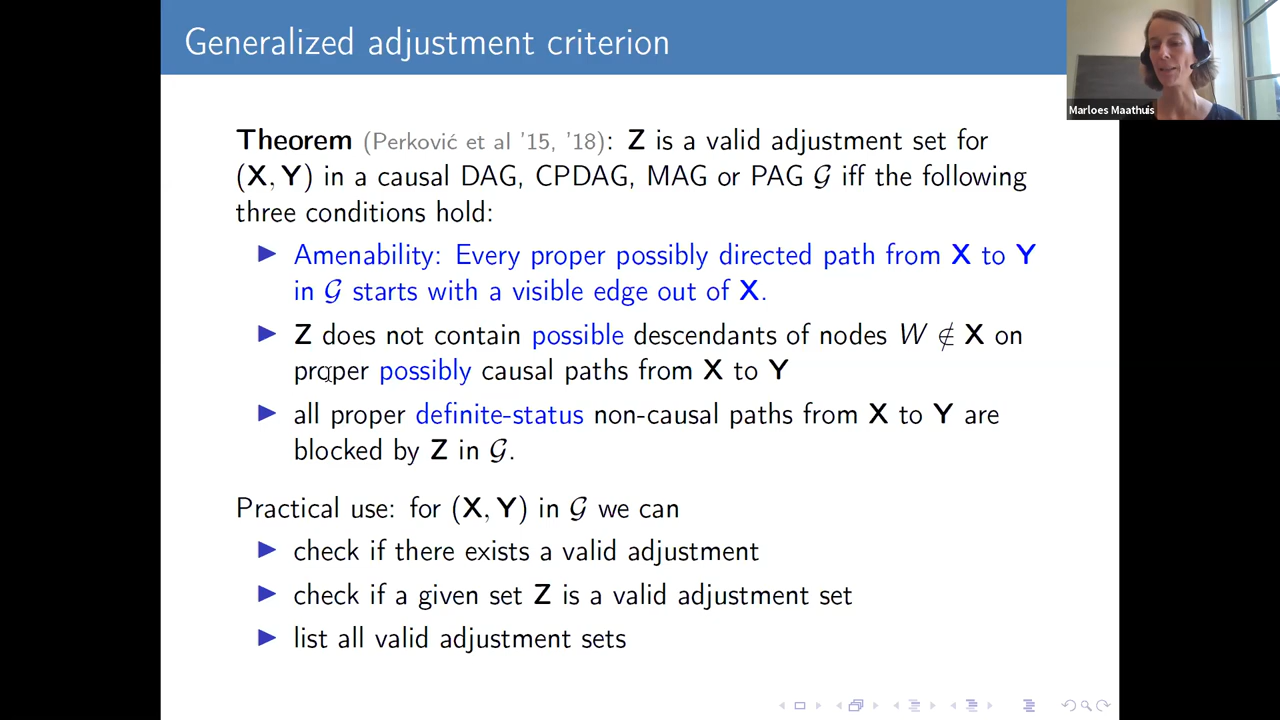 Generalized adjustment criterion
Marloes Maathuis
Theorem (Perković et al '15, '18): Z is a valid adjustment set for
(X, Y) in a causal DAG, CPDAG, MAG or PAG 𝒢 iff the following
three conditions hold:
▶ Amenability: Every proper possibly directed path from X to Y
in 𝒢 starts with a visible edge out of X.
▶ Z does not contain possible descendants of nodes W ∉ X on
proper possibly causal paths from X to Y
▶ all proper definite-status non-causal paths from X to Y are
blocked by Z in 𝒢.
Practical use: for (X, Y) in 𝒢 we can
▶ check if there exists a valid adjustment
▶ check if a given set Z is a valid adjustment set
▶ list all valid adjustment sets